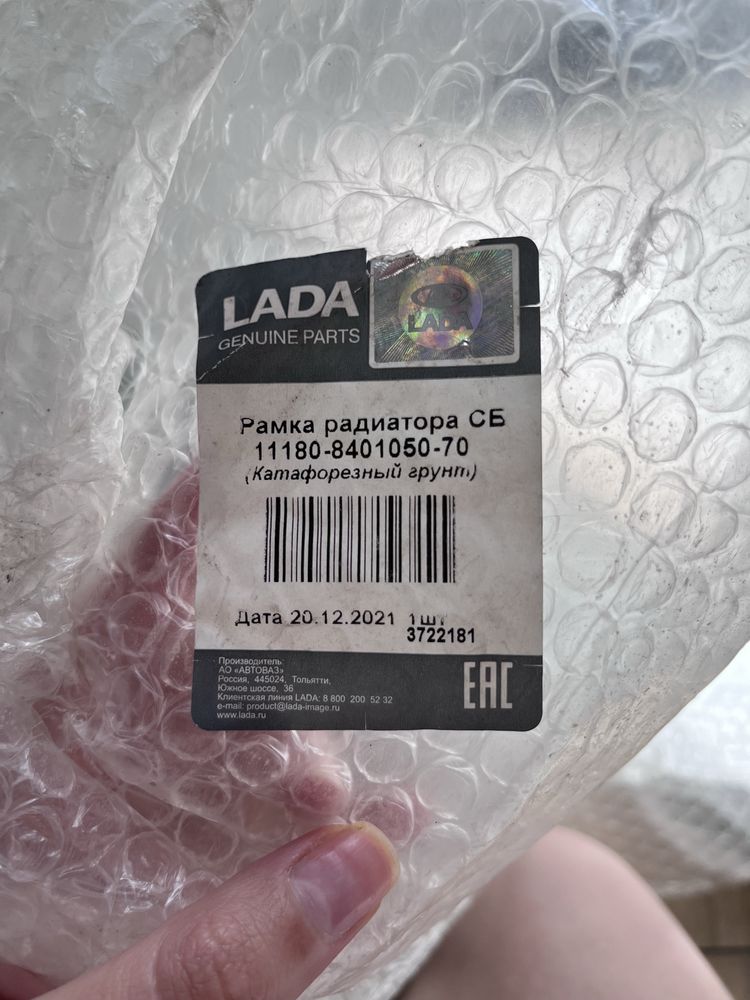 LADA
GENUINE PARTS
LADA
Рамка радиатора СБ
11180-8401050-70
(Катафорезный грунт)
Дата 20.12.2021 1шт
3722181
Производитель:
АО «АВТОВАЗ»
Россия, 445024, Тольятти,
Южное шоссе, 36
Клиентская линия LADA: 8 800 200 52 32
e-mail: product@lada-image.ru
www.lada.ru
EAC